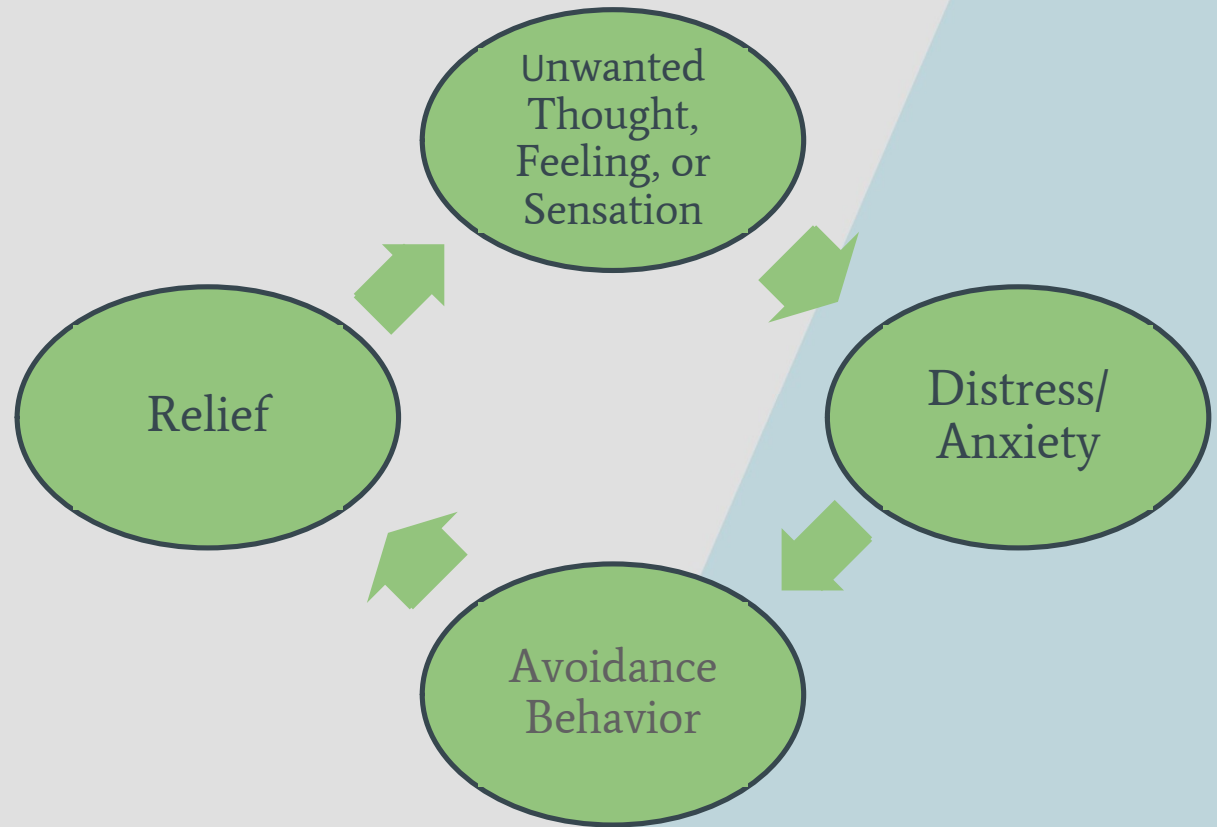 Unwanted
Thought,
Feeling, or
Sensation
Distress/
Anxiety
Avoidance
Behavior
Relief